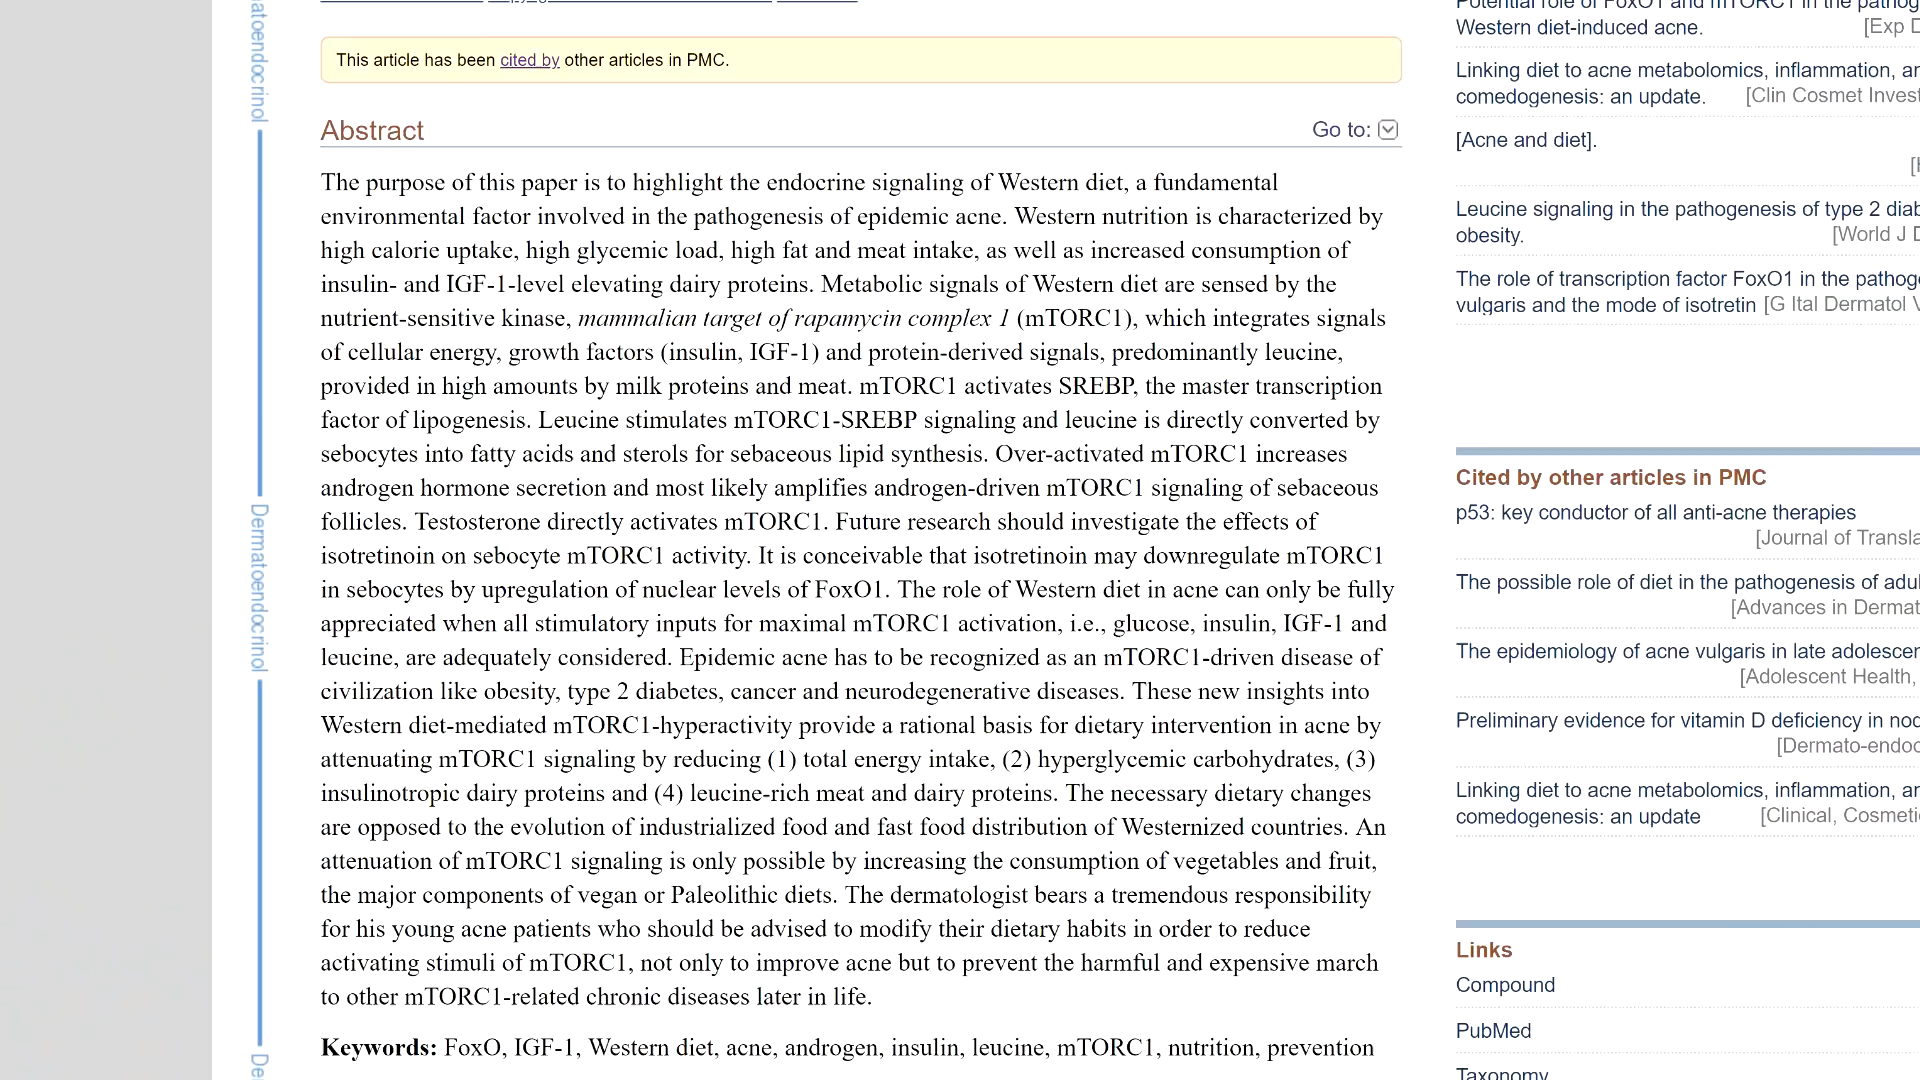 This article has been cited by other articles in PMC.
Abstract
Go to:
The purpose of this paper is to highlight the endocrine signaling of Western diet, a fundamental
environmental factor involved in the pathogenesis of epidemic acne. Western nutrition is characterized by
high calorie uptake, high glycemic load, high fat and meat intake, as well as increased consumption of
insulin- and IGF-1-level elevating dairy proteins. Metabolic signals of Western diet are sensed by the
nutrient-sensitive kinase, mammalian target of rapamycin complex 1 (mTORC1), which integrates signals
of cellular energy, growth factors (insulin, IGF-1) and protein-derived signals, predominantly leucine,
provided in high amounts by milk proteins and meat. mTORC1 activates SREBP, the master transcription
factor of lipogenesis. Leucine stimulates mTORC1-SREBP signaling and leucine is directly converted by
sebocytes into fatty acids and sterols for sebaceous lipid synthesis. Over-activated mTORC1 increases
androgen hormone secretion and most likely amplifies androgen-driven mTORC1 signaling of sebaceous
follicles. Testosterone directly activates mTORC1. Future research should investigate the effects of
isotretinoin on sebocyte mTORC1 activity. It is conceivable that isotretinoin may downregulate mTORC1
in sebocytes by upregulation of nuclear levels of FoxO1. The role of Western diet in acne can only be fully
appreciated when all stimulatory inputs for maximal mTORC1 activation, i.e., glucose, insulin, IGF-1 and
leucine, are adequately considered. Epidemic acne has to be recognized as an mTORC1-driven disease of
civilization like obesity, type 2 diabetes, cancer and neurodegenerative diseases. These new insights into
Western diet-mediated mTORC1-hyperactivity provide a rational basis for dietary intervention in acne by
attenuating mTORC1 signaling by reducing (1) total energy intake, (2) hyperglycemic carbohydrates, (3)
insulinotropic dairy proteins and (4) leucine-rich meat and dairy proteins. The necessary dietary changes
are opposed to the evolution of industrialized food and fast food distribution of Westernized countries. An
attenuation of mTORC1 signaling is only possible by increasing the consumption of vegetables and fruit,
the major components of vegan or Paleolithic diets. The dermatologist bears a tremendous responsibility
for his young acne patients who should be advised to modify their dietary habits in order to reduce
activating stimuli of mTORC1, not only to improve acne but to prevent the harmful and expensive march
to other mTORC1-related chronic diseases later in life.
Keywords: FoxO, IGF-1, Western diet, acne, androgen, insulin, leucine, mTORC1, nutrition, prevention
Dermatoendocrinol
Potential role of FoxO1 and mTORC1 in the
Western diet-induced acne. [Exp
Linking diet to acne metabolomics, inflammation,
comedogenesis: an update. [Clin Cosmet Invest
[Acne and diet].
Leucine signaling in the pathogenesis of type 2
obesity. [World J
The role of transcription factor FoxO1 in the
vulgaris and the mode of isotretin [G Ital Dermatol
Cited by other articles in PMC
p53: key conductor of all anti-acne therapies
[Journal of
The possible role of diet in the pathogenesis of
[Advances in
The epidemiology of acne vulgaris in late
[Adolescent Health,
Preliminary evidence for vitamin D deficiency in
Linking diet to acne metabolomics, inflammation,
comedogenesis: an update [Clinical,
Links
Compound
PubMed
Taxonomy